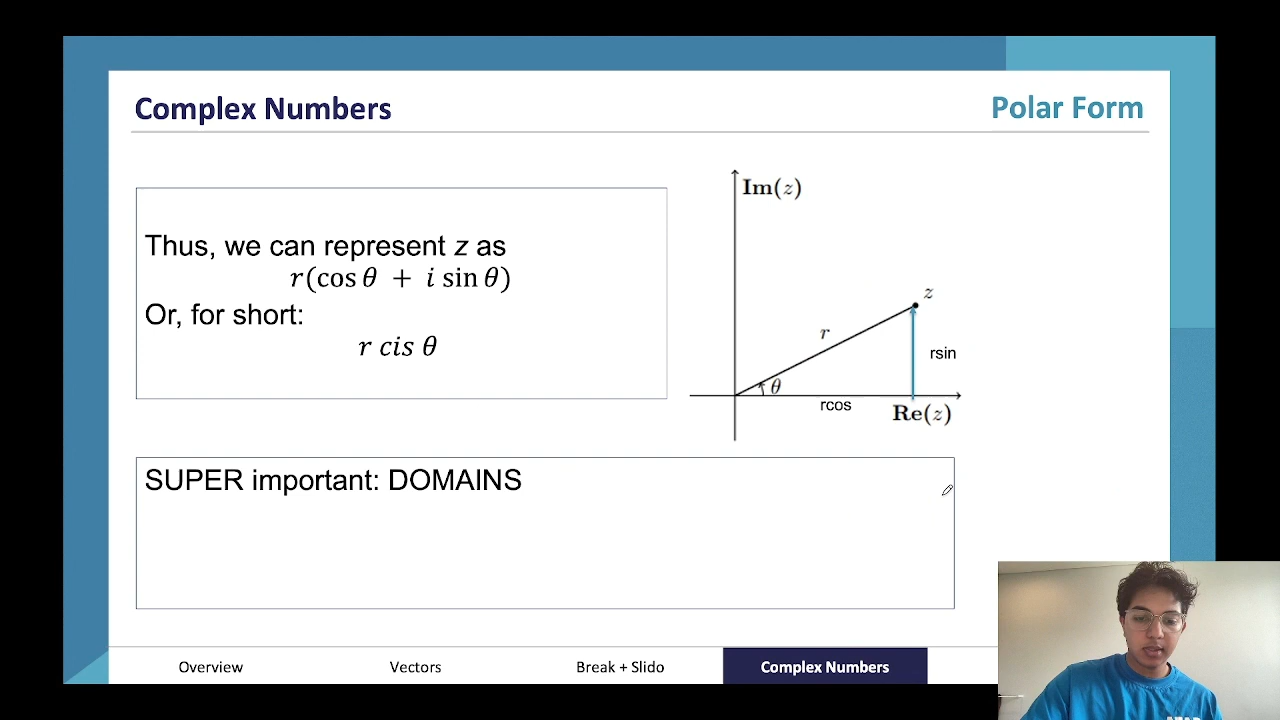 Complex Numbers
Polar Form
Thus, we can represent z as
r(cos θ + i sin θ)
Or, for short:
r cis θ
Im(z)
z
r
θ
rsin
rcos
Re(z)
SUPER important: DOMAINS
Overview
Vectors
Break + Slido
Complex Numbers